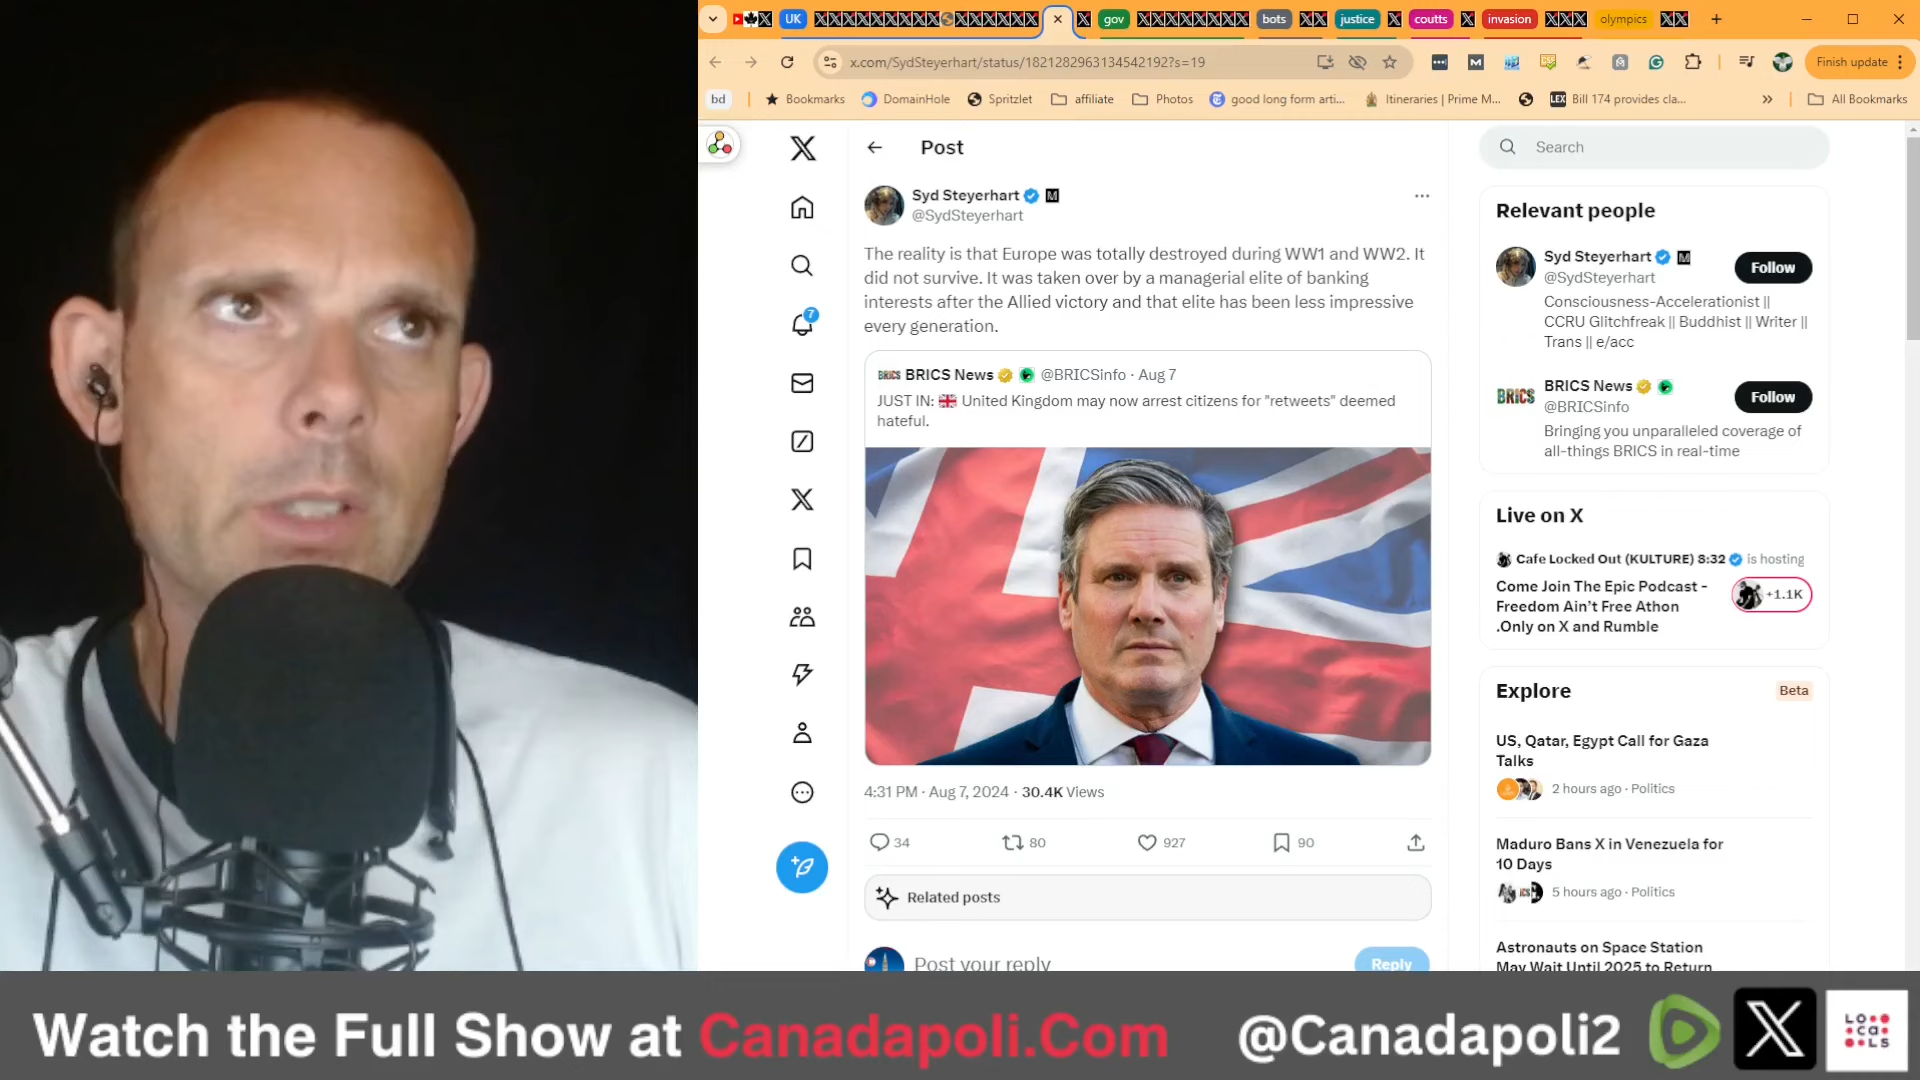 UK
gov
bots
justice
coutts
invasion
olympics
x.com/SydSteyerhart/status/1821282963134542192?s=19
Finish update
bd
Bookmarks
DomainHole
Spritzlet
affiliate
Photos
good long form arti...
Itineraries | Prime M...
LEX
Bill 174 provides cla...
All Bookmarks
Post
Search
Syd Steyerhart
@SydSteyerhart
The reality is that Europe was totally destroyed during WW1 and WW2. It
did not survive. It was taken over by a managerial elite of banking
interests after the Allied victory and that elite has been less impressive
every generation.
BRICS BRICS News @BRICSinfo · Aug 7
JUST IN: 🇬🇧 United Kingdom may now arrest citizens for "retweets" deemed
hateful.
4:31 PM · Aug 7, 2024 · 30.4K Views
34 80 927 90
Related posts
Post your reply
Reply
7
Relevant people
Syd Steyerhart
@SydSteyerhart
Follow
Consciousness-Accelerationist ||
CCRU Glitchfreak || Buddhist || Writer ||
Trans || e/acc
BRICS
BRICS News
@BRICSinfo
Follow
Bringing you unparalleled coverage of
all-things BRICS in real-time
Live on X
Cafe Locked Out (KULTURE) 8:32 is hosting
Come Join The Epic Podcast -
Freedom Ain't Free Athon
.Only on X and Rumble
+1.1K
Explore
Beta
US, Qatar, Egypt Call for Gaza
Talks
2 hours ago · Politics
Maduro Bans X in Venezuela for
10 Days
5 hours ago · Politics
Astronauts on Space Station
May Wait Until 2025 to Return
Watch the Full Show at Canadapoli.Com
@Canadapoli2
LOcaLS